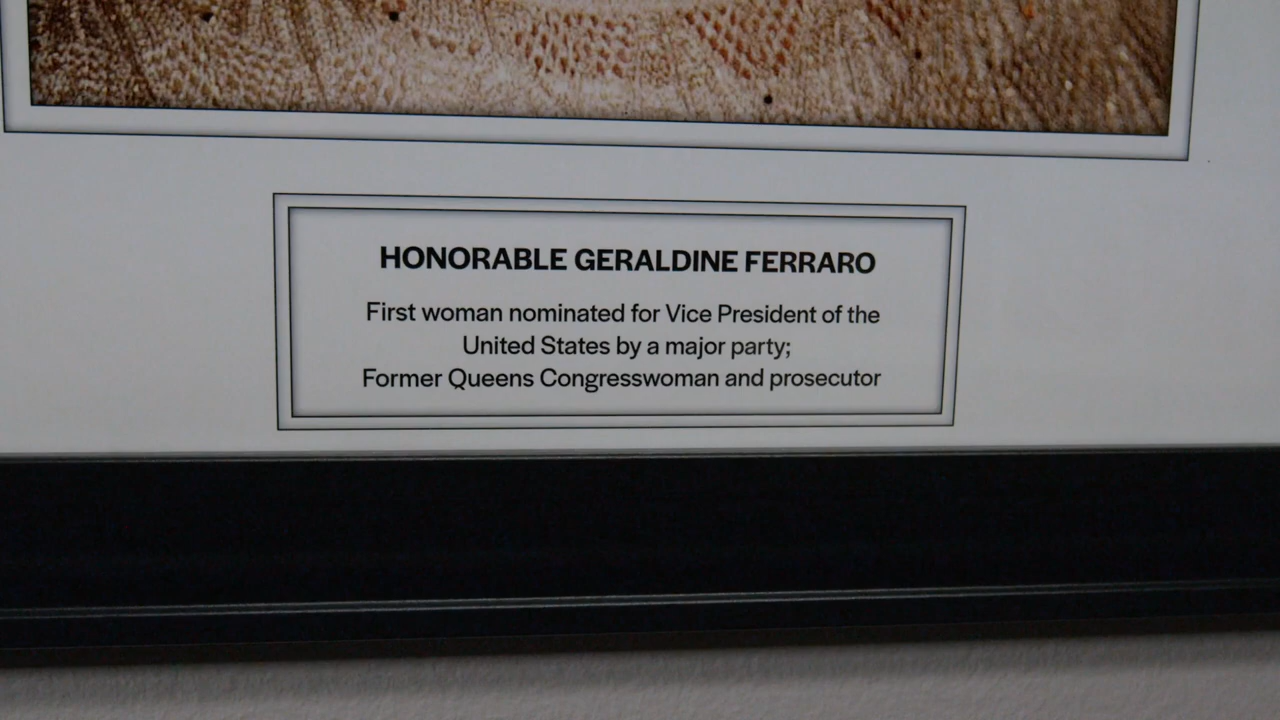 HONORABLE GERALDINE FERRARO
First woman nominated for Vice President of the
United States by a major party;
Former Queens Congresswoman and prosecutor